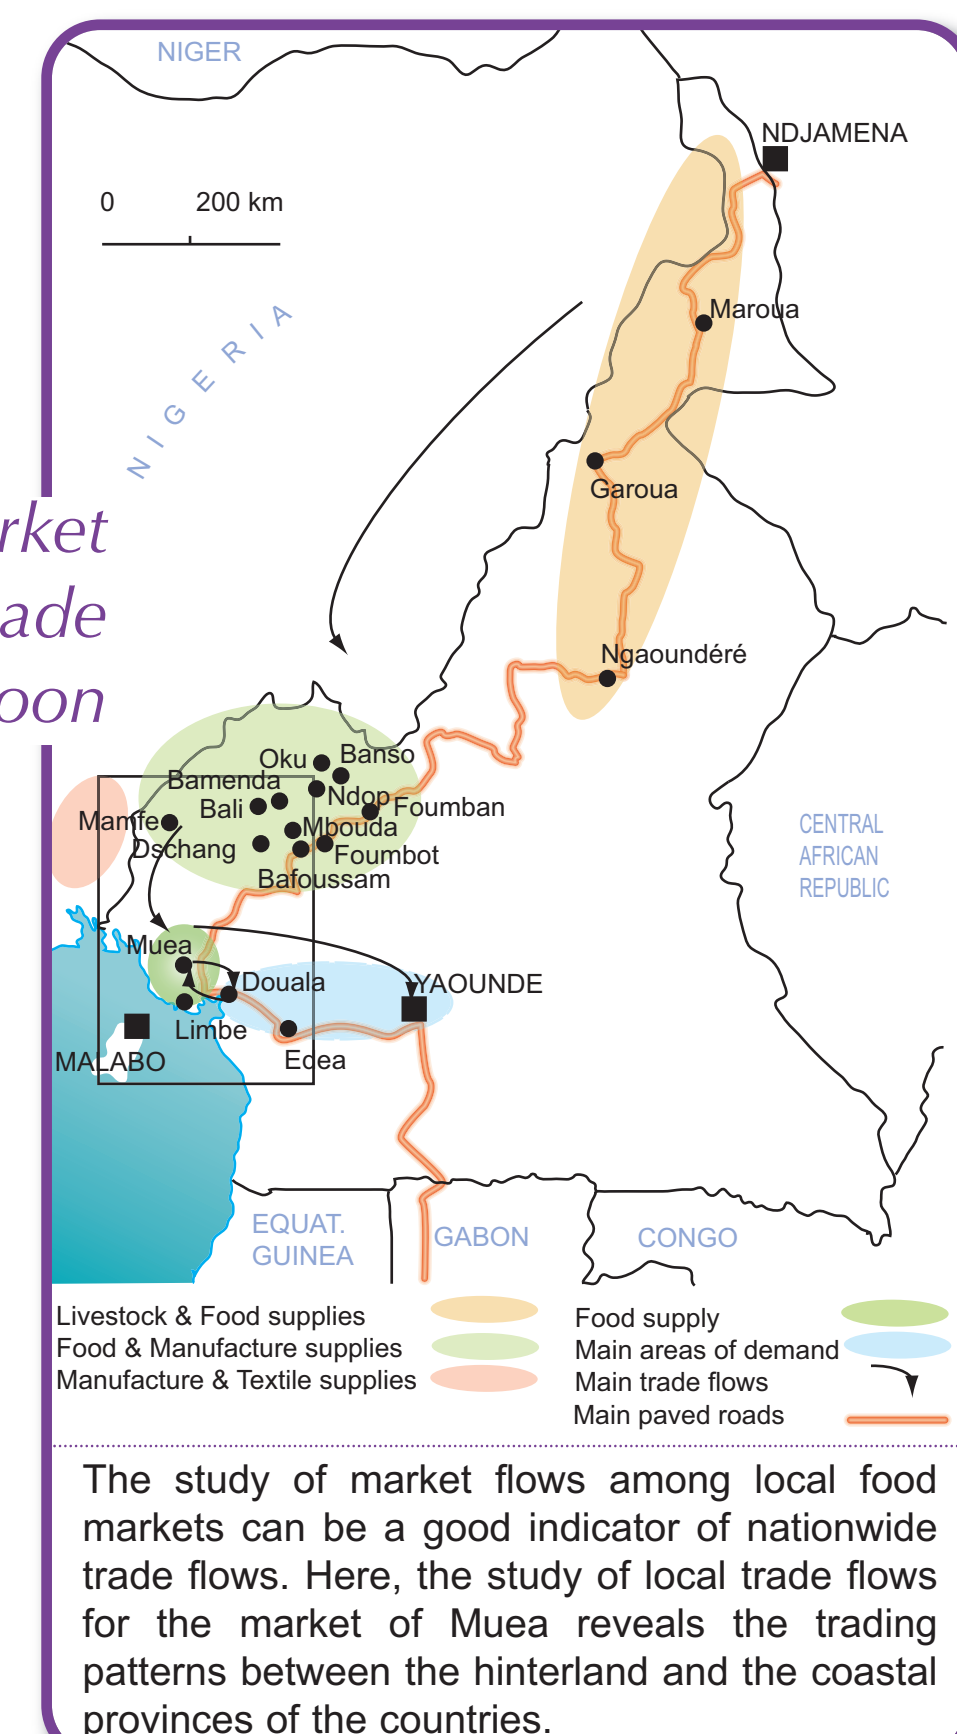 NIGER
NDJAMENA
0 200 km
Maroua
NIGERIA
Garoua
rket
ade
oon
Ngaoundéré
Oku
Banso
Bamenda
Ndop
Bali
Foumban
Mamfe
Mbouda
Dschang
Foumbot
Bafoussam
CENTRAL
AFRICAN
REPUBLIC
Muea
Douala
YAOUNDE
Limbe
Edea
MALABO
EQUAT.
GUINEA
GABON
CONGO
Livestock & Food supplies
Food & Manufacture supplies
Manufacture & Textile supplies
Food supply
Main areas of demand
Main trade flows
Main paved roads
The study of market flows among local food
markets can be a good indicator of nationwide
trade flows. Here, the study of local trade flows
for the market of Muea reveals the trading
patterns between the hinterland and the coastal
provinces of the countries.